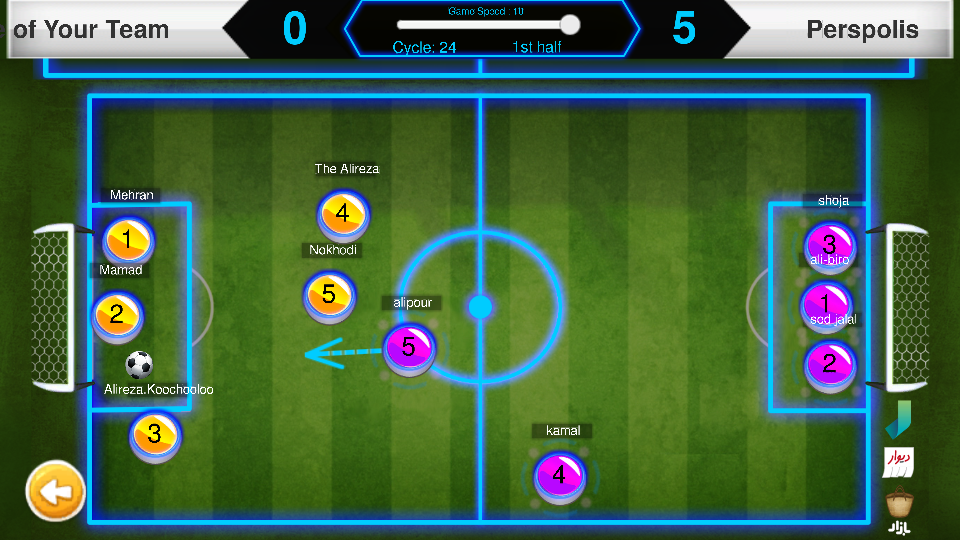 of Your Team
0
Game Speed : 10
Cycle: 24
1st half
5
Perspolis
The Alireza
4
Mehran
1
Nokhodi
5
Mamad
2
alipour
5
Alireza.Koochooloo
3
kamal
4
shoja
3
ali-biro
1
sed jalal
2
دیوار
بازار